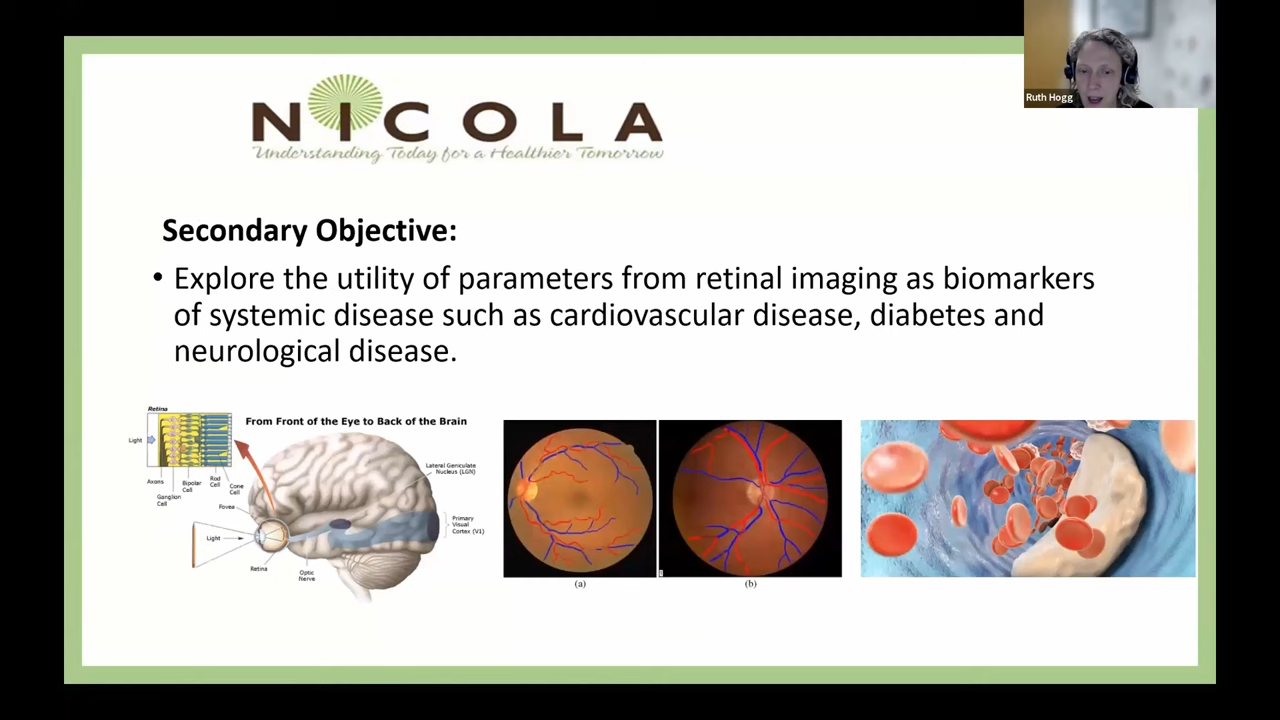 Ruth Hogg
NICOLA
Understanding Today for a Healthier Tomorrow
Secondary Objective:
• Explore the utility of parameters from retinal imaging as biomarkers
of systemic disease such as cardiovascular disease, diabetes and
neurological disease.
Retina
Light
Axons
Ganglion
Cell
Bipolar
Cell
Rod
Cell
Cone
Cell
From Front of the Eye to Back of the Brain
Lateral Geniculate
Nucleus (LGN)
Fovea
Primary
Visual
Cortex (V1)
Light
Retina
Optic
Nerve
(a)
(b)